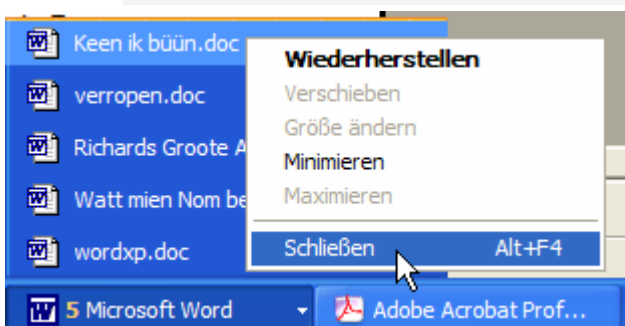 Keen ik büün.doc
verropen.doc
Richards Groote A
Watt mien Nom be
wordxp.doc
Wiederherstellen
Verschieben
Größe ändern
Minimieren
Maximieren
Schließen Alt+F4
5 Microsoft Word
Adobe Acrobat Prof...